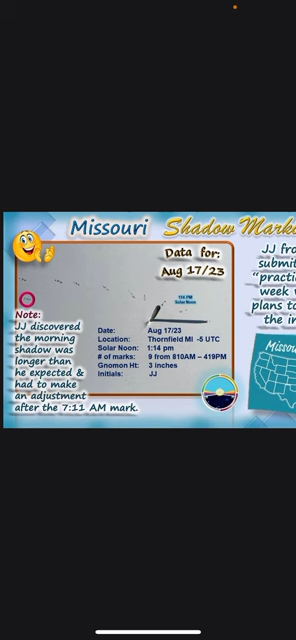 Missouri Shadow Marke
Data for:
Aug 17/23
114 PM
Solar Noon
Note:
JJ discovered
the morning
shadow was
longer than
he expected &
had to make
an adjustment
after the 7:11 AM mark.
Date: Aug 17/23
Location: Thornfield MI -5 UTC
Solar Noon: 1:14 pm
# of marks: 9 from 810AM – 419PM
Gnomon Ht: 3 inches
Initials: JJ
JJ fro
submit
"practi
week
plans to
the i
Missou